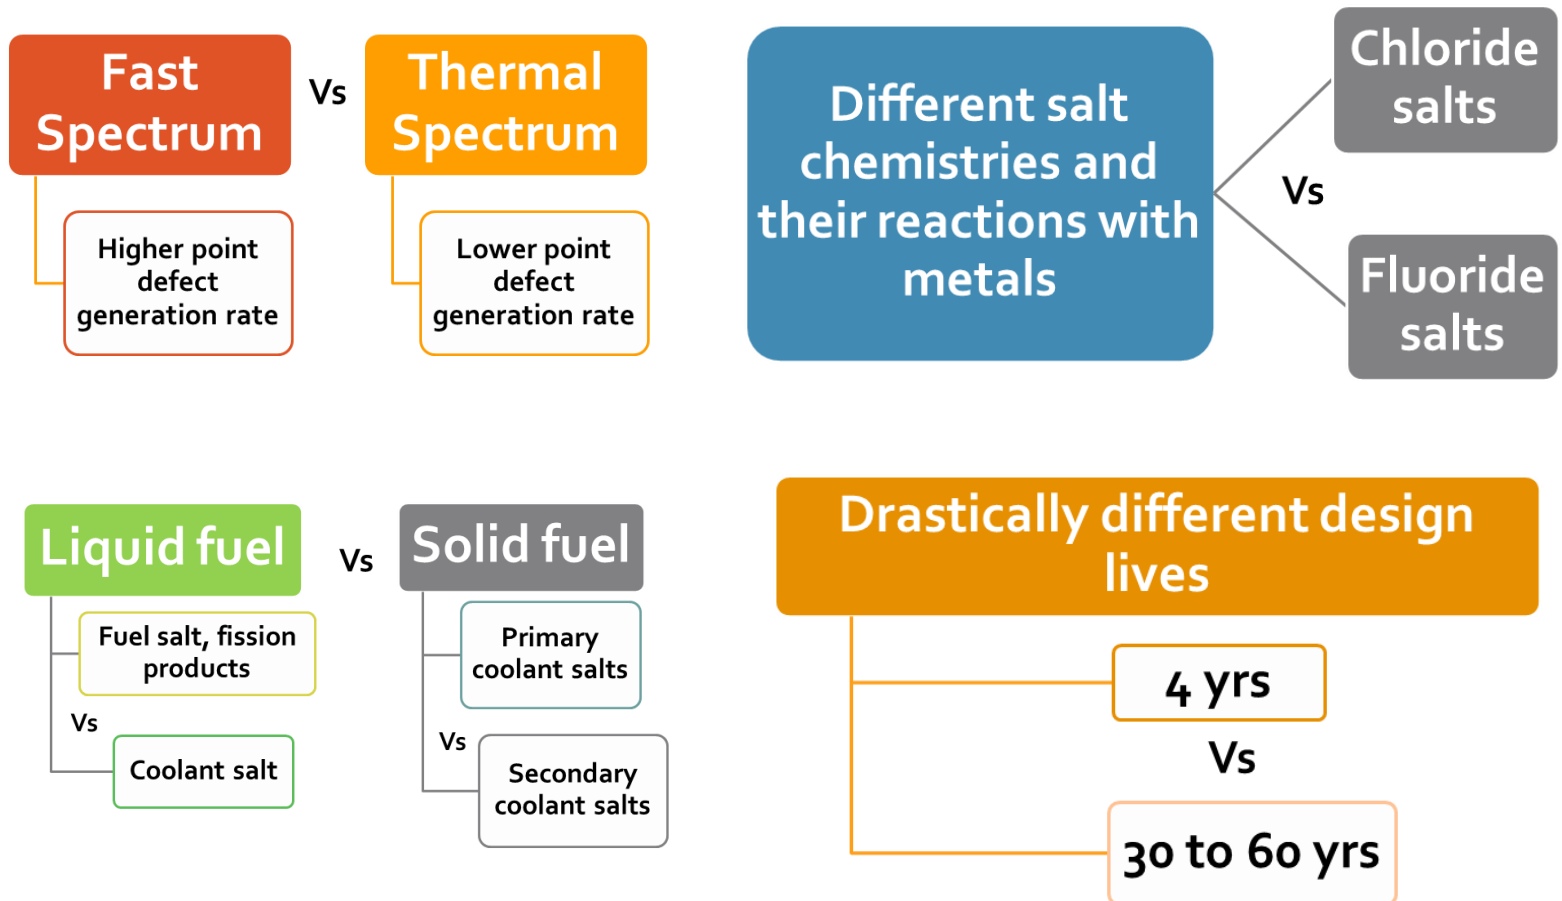 Fast
Spectrum
Vs
Thermal
Spectrum
Higher point
defect
generation rate
Lower point
defect
generation rate
Different salt
chemistries and
their reactions with
metals
Chloride
salts
Vs
Fluoride
salts
Liquid fuel
Vs
Solid fuel
Fuel salt, fission
products
Vs
Coolant salt
Primary
coolant salts
Vs
Secondary
coolant salts
Drastically different design
lives
4 yrs
Vs
30 to 60 yrs